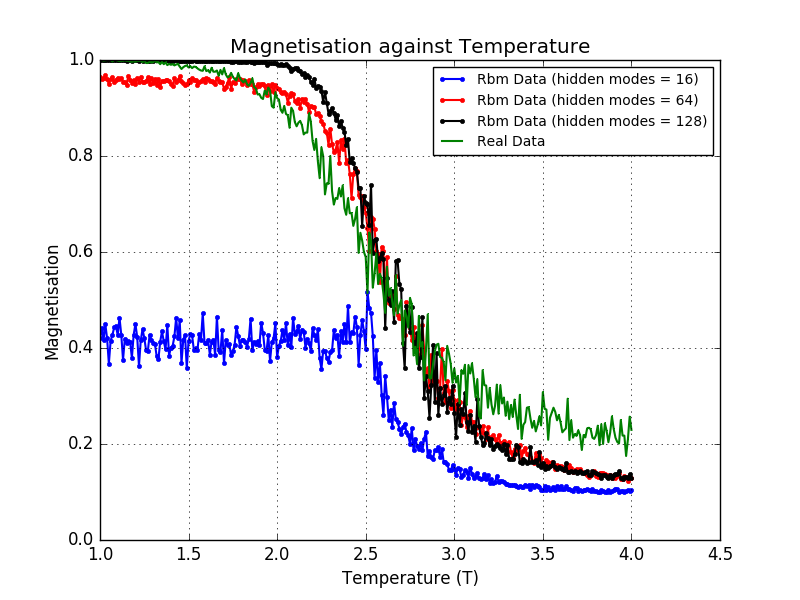 Magnetisation against Temperature
Rbm Data (hidden modes = 16)
Rbm Data (hidden modes = 64)
Rbm Data (hidden modes = 128)
Real Data
1.0
0.8
0.6
0.4
0.2
0.0
Magnetisation
1.0 1.5 2.0 2.5 3.0 3.5 4.0 4.5
Temperature (T)